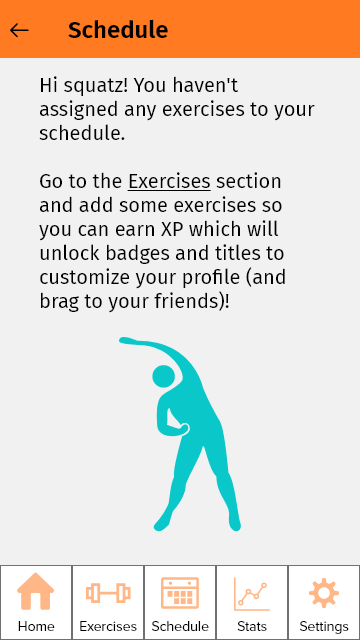 Schedule
Hi squatz! You haven't
assigned any exercises to your
schedule.
Go to the Exercises section
and add some exercises so
you can earn XP which will
unlock badges and titles to
customize your profile (and
brag to your friends)!
Home Exercises Schedule Stats Settings